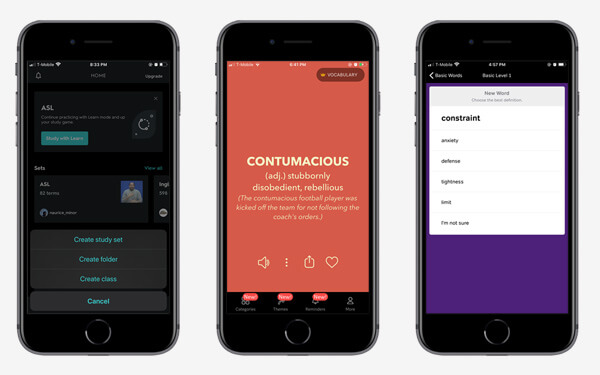 T-Mobile 8:33 PM
HOME
Upgrade
ASL
Continue practicing with Learn mode and up
your study game.
Study with Learn
Sets
View all
ASL
82 terms
Ingl
598
Create study set
Create folder
Create class
Cancel
T-Mobile 9:41 PM
VOCABULARY
CONTUMACIOUS
(adj.) stubbornly
disobedient, rebellious
(The contumacious football player
was kicked off the team for not following the
coach's orders.)
New! New! New!
Categories Themes Reminders More
T-Mobile 4:57 PM
Basic Words Basic Level 1
New Word
Choose the best definition.
constraint
anxiety
defense
tightness
limit
I'm not sure